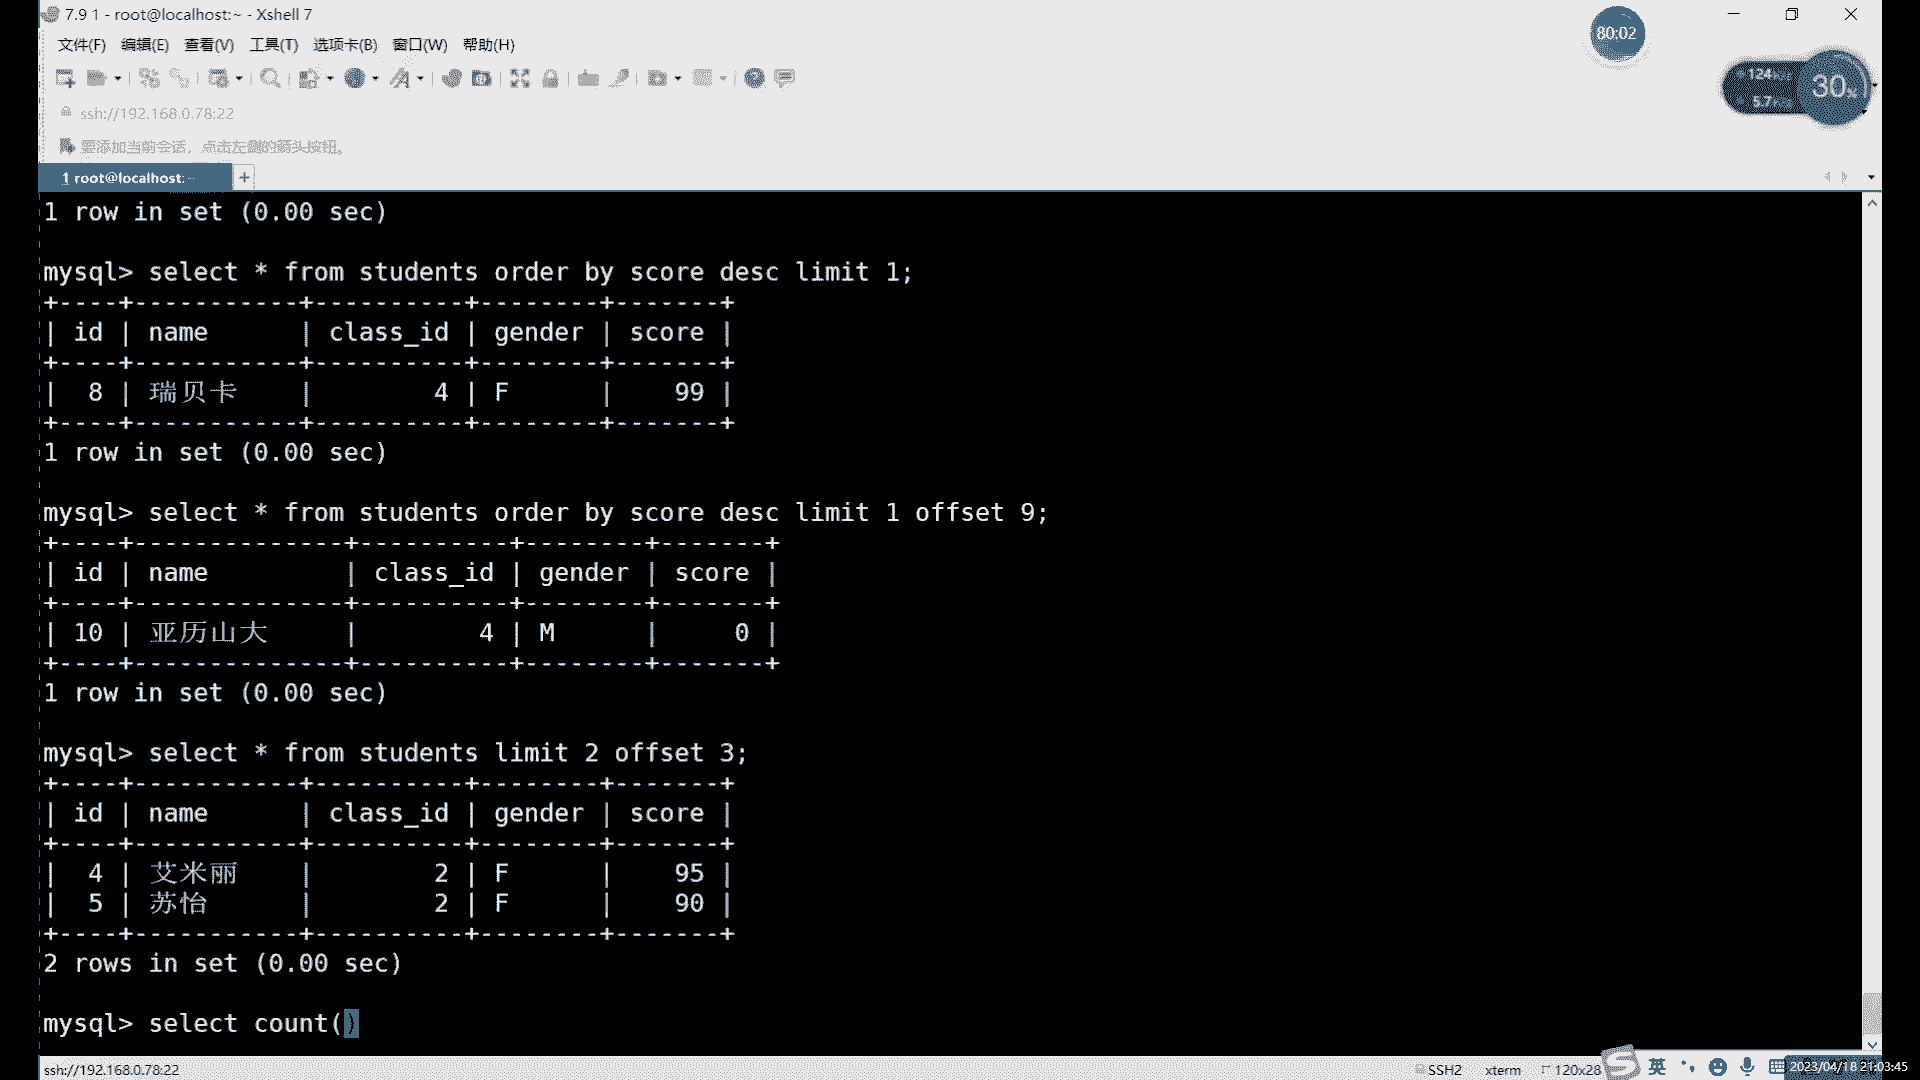 7.9 1 - root@localhost:~ - Xshell 7
80:02
文件(F) 编辑(E) 查看(V) 工具(T) 选项卡(B) 窗口(W) 帮助(H)
124K/s
5.7K/s
30%
ssh://192.168.0.78:22
要添加当前会话，点击左侧的箭头按钮。
1 root@localhost:~
+
1 row in set (0.00 sec)
mysql> select * from students order by score desc limit 1;
+----+-----------+----------+--------+-------+
| id | name      | class_id | gender | score |
+----+-----------+----------+--------+-------+
|  8 | 瑞贝卡    |        4 | F      |    99 |
+----+-----------+----------+--------+-------+
1 row in set (0.00 sec)
mysql> select * from students order by score desc limit 1 offset 9;
+----+--------------+----------+--------+-------+
| id | name         | class_id | gender | score |
+----+--------------+----------+--------+-------+
| 10 | 亚历山大     |        4 | M      |     0 |
+----+--------------+----------+--------+-------+
1 row in set (0.00 sec)
mysql> select * from students limit 2 offset 3;
+----+-----------+----------+--------+-------+
| id | name      | class_id | gender | score |
+----+-----------+----------+--------+-------+
|  4 | 艾米丽    |        2 | F      |    95 |
|  5 | 苏怡      |        2 | F      |    90 |
+----+-----------+----------+--------+-------+
2 rows in set (0.00 sec)
mysql> select count()
ssh://192.168.0.78:22
SSH2 xterm 120x28
英
2023/04/18 21:03:45